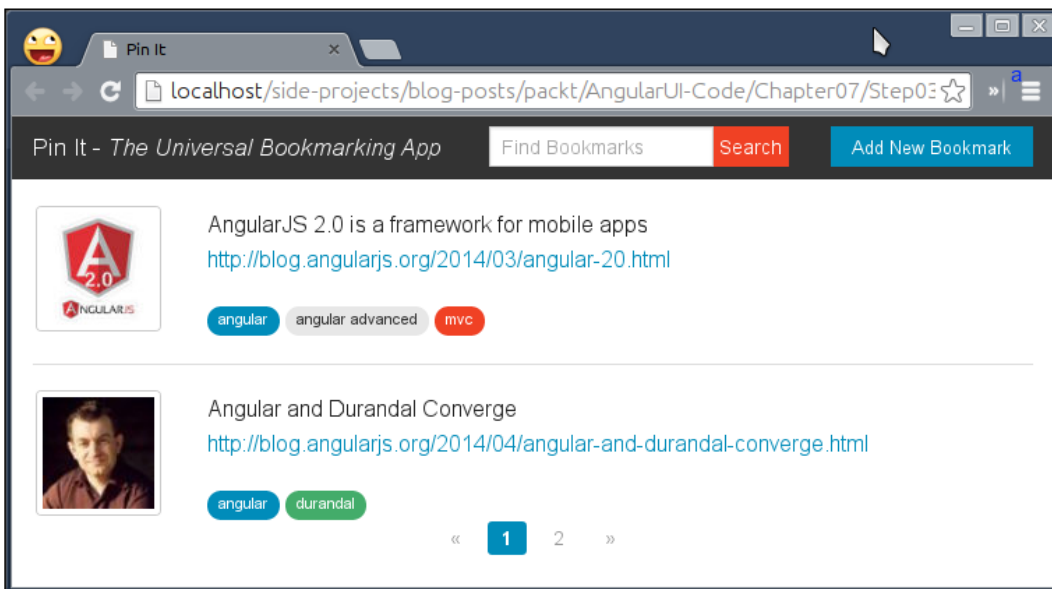 Pin It ×
localhost/side-projects/blog-posts/packt/AngularUI-Code/Chapter07/Step03 » a
Pin It - The Universal Bookmarking App Find Bookmarks Search Add New Bookmark
2.0
ANGULARJS
AngularJS 2.0 is a framework for mobile apps
http://blog.angularjs.org/2014/03/angular-20.html
angular angular advanced mvc
Angular and Durandal Converge
http://blog.angularjs.org/2014/04/angular-and-durandal-converge.html
angular durandal
« 1 2 »